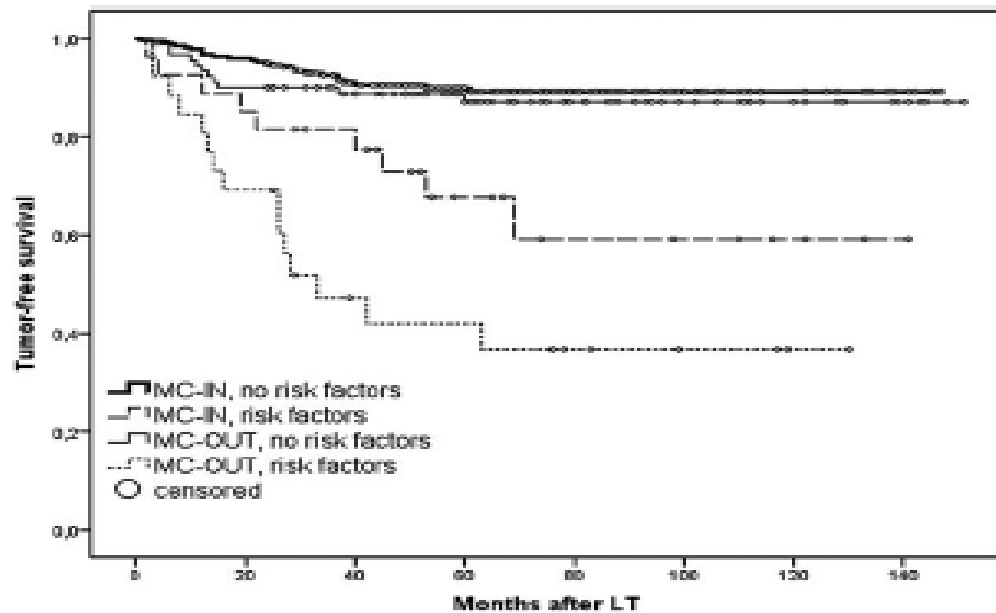 1,0
0,8
0,6
0,4
0,2
0,0
Tumor-free survival
MC-IN, no risk factors
MC-IN, risk factors
MC-OUT, no risk factors
MC-OUT, risk factors
censored
0 20 40 60 80 100 120 140
Months after LT